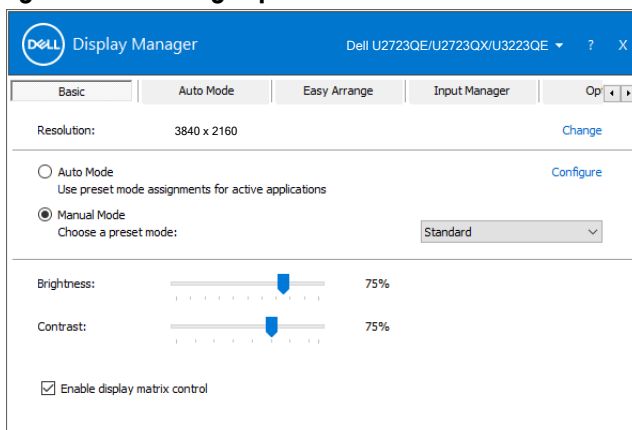 DELL Display Manager Dell U2723QE/U2723QX/U3223QE ? X
Basic Auto Mode Easy Arrange Input Manager Op
Resolution: 3840 x 2160 Change
Auto Mode Configure
Use preset mode assignments for active applications
Manual Mode
Choose a preset mode: Standard
Brightness: 75%
Contrast: 75%
Enable display matrix control